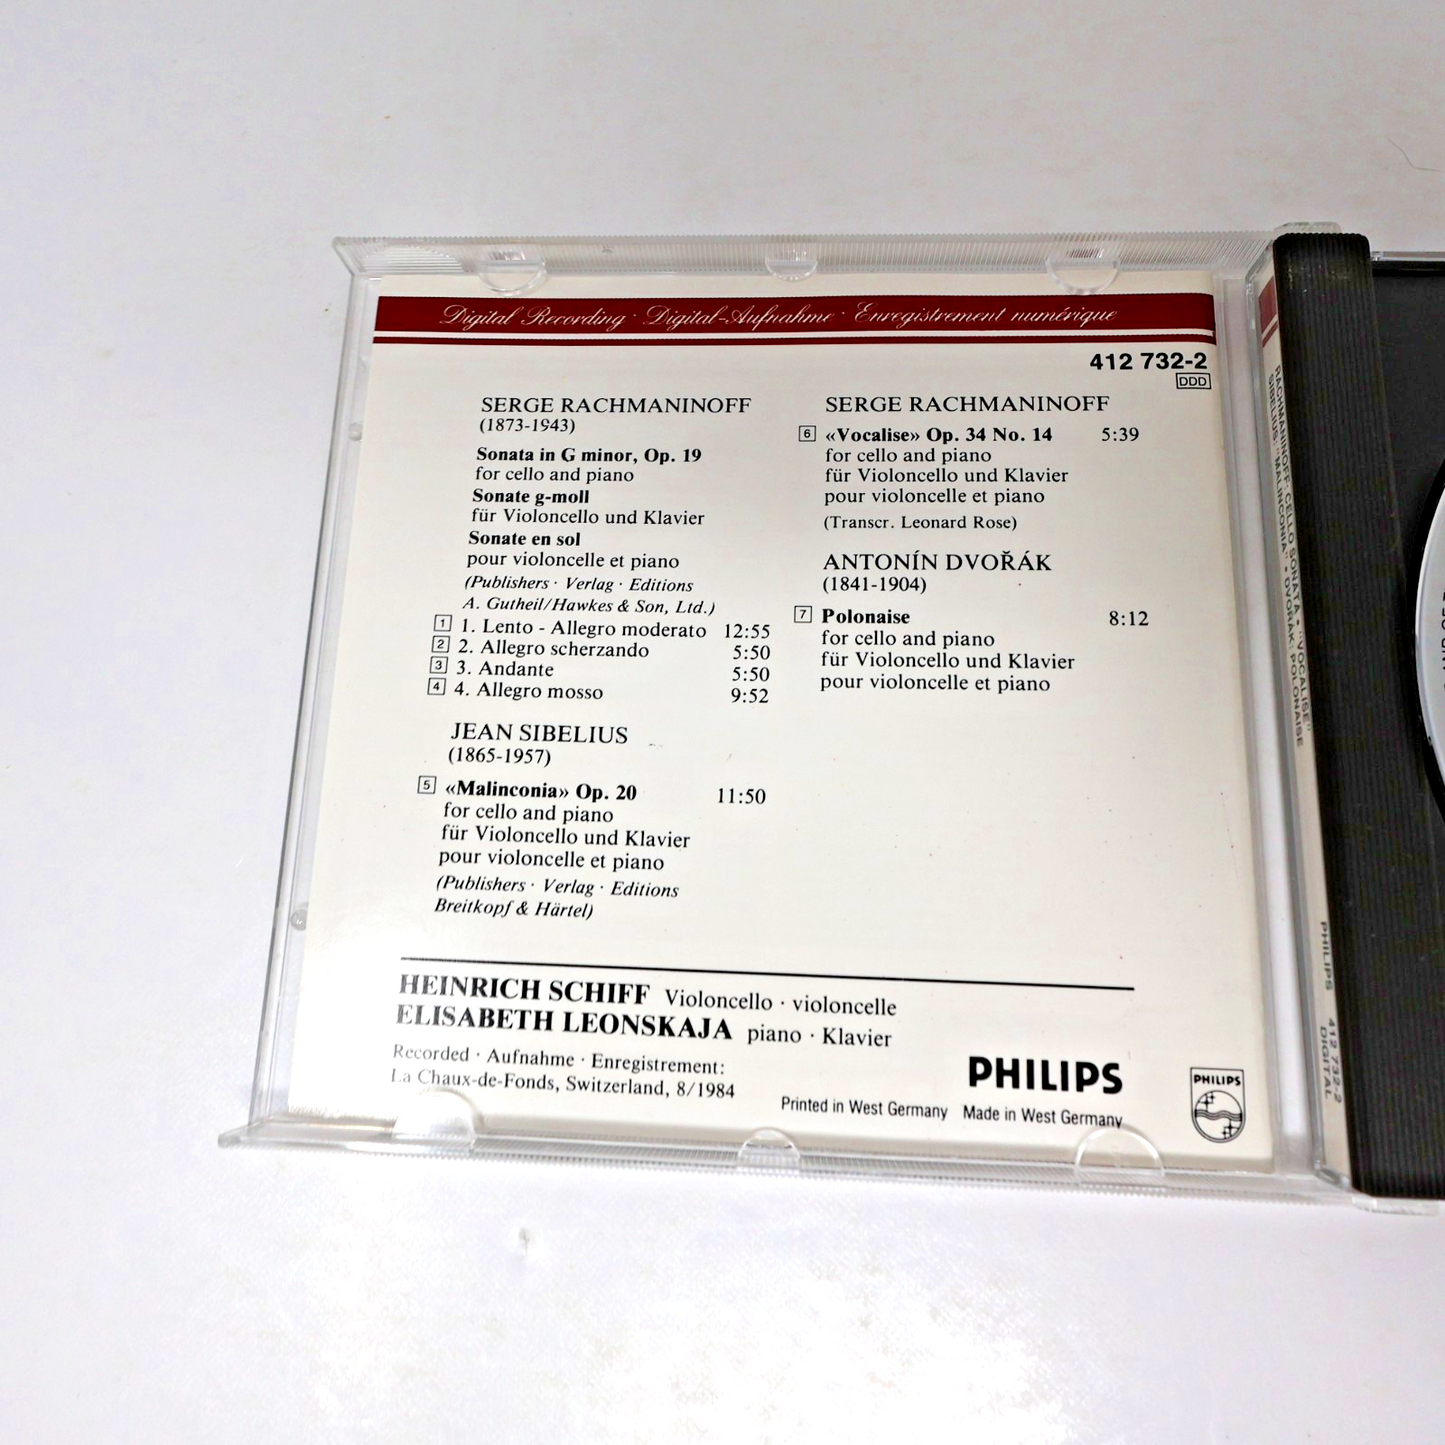 Digital Recording · Digital-Aufnahme · Enregistrement numérique
412 732-2
DDD
SERGE RACHMANINOFF
(1873-1943)
Sonata in G minor, Op. 19
for cello and piano
Sonate g-moll
für Violoncello und Klavier
Sonate en sol
pour violoncelle et piano
(Publishers · Verlag · Editions
A. Gutheil/Hawkes & Son, Ltd.)
1 1. Lento - Allegro moderato 12:55
2 2. Allegro scherzando 5:50
3 3. Andante 5:50
4 4. Allegro mosso 9:52
JEAN SIBELIUS
(1865-1957)
5 «Malinconia» Op. 20 11:50
for cello and piano
für Violoncello und Klavier
pour violoncelle et piano
(Publishers · Verlag · Editions
Breitkopf & Härtel)
SERGE RACHMANINOFF
6 «Vocalise» Op. 34 No. 14 5:39
for cello and piano
für Violoncello und Klavier
pour violoncelle et piano
(Transcr. Leonard Rose)
ANTONÍN DVOŘÁK
(1841-1904)
7 Polonaise 8:12
for cello and piano
für Violoncello und Klavier
pour violoncelle et piano
HEINRICH SCHIFF Violoncello · violoncelle
ELISABETH LEONSKAJA piano · Klavier
Recorded · Aufnahme · Enregistrement:
La Chaux-de-Fonds, Switzerland, 8/1984
PHILIPS
Printed in West Germany Made in West Germany
PHILIPS
RACHMANINOFF: CELLO SONATA • "VOCALISE"
SIBELIUS: "MALINCONIA" • DVOŘÁK: POLONAISE
PHILIPS 412 732-2
DIGITAL